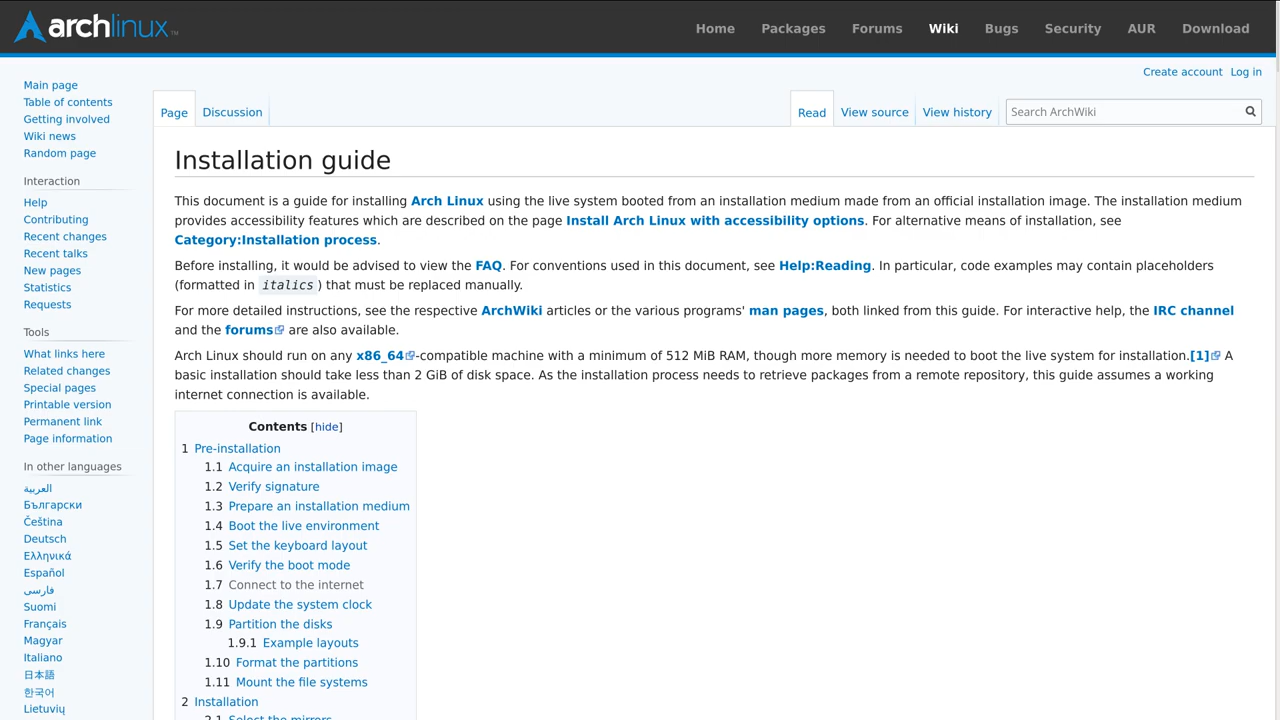 archlinux™
Home Packages Forums Wiki Bugs Security AUR Download
Create account Log in
Main page
Table of contents
Getting involved
Wiki news
Random page
Interaction
Help
Contributing
Recent changes
Recent talks
New pages
Statistics
Requests
Tools
What links here
Related changes
Special pages
Printable version
Permanent link
Page information
In other languages
العربية
Български
Čeština
Deutsch
Ελληνικά
Español
فارسی
Suomi
Français
Magyar
Italiano
日本語
한국어
Lietuvių
Page Discussion
Read View source View history Search ArchWiki
Installation guide
This document is a guide for installing Arch Linux using the live system booted from an installation medium made from an official installation image. The installation medium
provides accessibility features which are described on the page Install Arch Linux with accessibility options. For alternative means of installation, see
Category:Installation process.
Before installing, it would be advised to view the FAQ. For conventions used in this document, see Help:Reading. In particular, code examples may contain placeholders
(formatted in italics) that must be replaced manually.
For more detailed instructions, see the respective ArchWiki articles or the various programs' man pages, both linked from this guide. For interactive help, the IRC channel
and the forums are also available.
Arch Linux should run on any x86_64-compatible machine with a minimum of 512 MiB RAM, though more memory is needed to boot the live system for installation.[1] A
basic installation should take less than 2 GiB of disk space. As the installation process needs to retrieve packages from a remote repository, this guide assumes a working
internet connection is available.
Contents [hide]
1 Pre-installation
1.1 Acquire an installation image
1.2 Verify signature
1.3 Prepare an installation medium
1.4 Boot the live environment
1.5 Set the keyboard layout
1.6 Verify the boot mode
1.7 Connect to the internet
1.8 Update the system clock
1.9 Partition the disks
1.9.1 Example layouts
1.10 Format the partitions
1.11 Mount the file systems
2 Installation
2.1 Select the mirrors